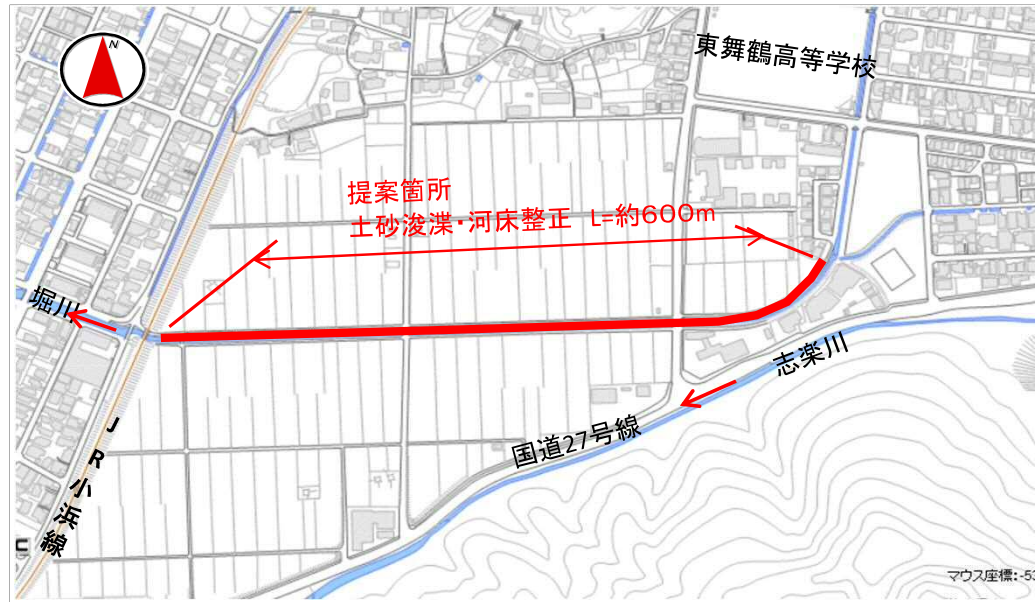 N
東舞鶴高等学校
提案箇所
土砂浚渫・河床整正 L=約600m
堀川
志楽川
国道27号線
JR小浜線
マウス座標:-53